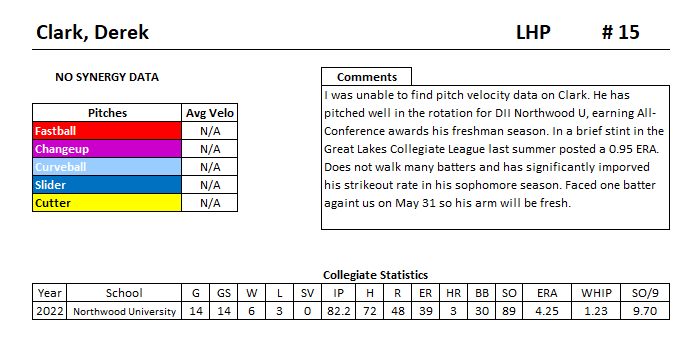 Clark, Derek LHP # 15
NO SYNERGY DATA
Comments
I was unable to find pitch velocity data on Clark. He has
pitched well in the rotation for DII Northwood U, earning All-
Conference awards his freshman season. In a brief stint in the
Great Lakes Collegiate League last summer posted a 0.95 ERA.
Does not walk many batters and has significantly imporved
his strikeout rate in his sophomore season. Faced one batter
againt us on May 31 so his arm will be fresh.
Pitches Avg Velo
Fastball N/A
Changeup N/A
Curveball N/A
Slider N/A
Cutter N/A
Collegiate Statistics
Year School G GS W L SV IP H R ER HR BB SO ERA WHIP SO/9
2022 Northwood University 14 14 6 3 0 82.2 72 48 39 3 30 89 4.25 1.23 9.70